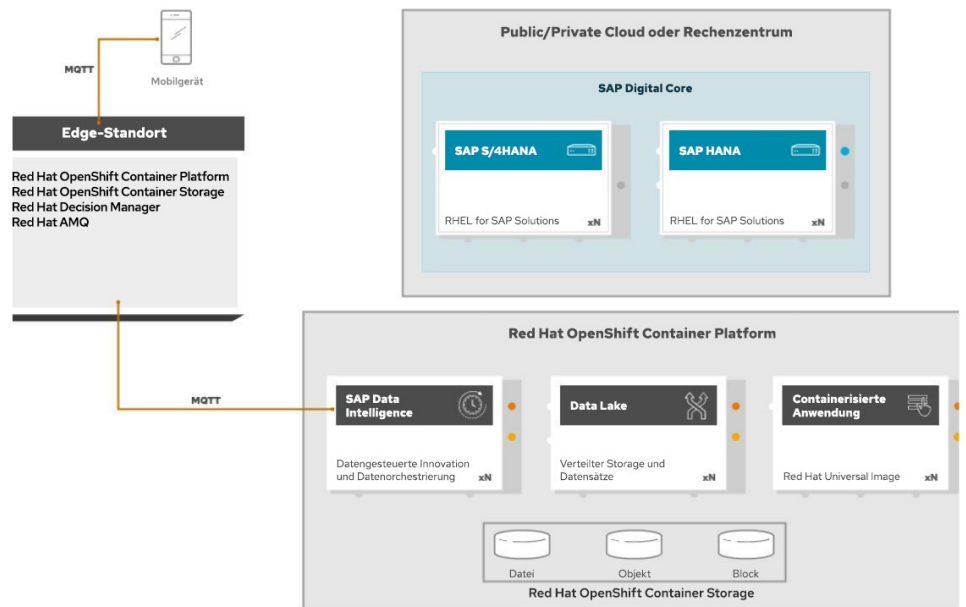 MQTT
Mobilgerät
Edge-Standort
Red Hat OpenShift Container Platform
Red Hat OpenShift Container Storage
Red Hat Decision Manager
Red Hat AMQ
Public/Private Cloud oder Rechenzentrum
SAP Digital Core
SAP S/4HANA
RHEL for SAP Solutions
xN
SAP HANA
RHEL for SAP Solutions
xN
MQTT
Red Hat OpenShift Container Platform
SAP Data
Intelligence
Datengesteuerte Innovation
und Datenorchestrierung
xN
Data Lake
Verteilter Storage und
Datensätze
xN
Containerisierte
Anwendung
Red Hat Universal Image
xN
Datei
Objekt
Block
Red Hat OpenShift Container Storage